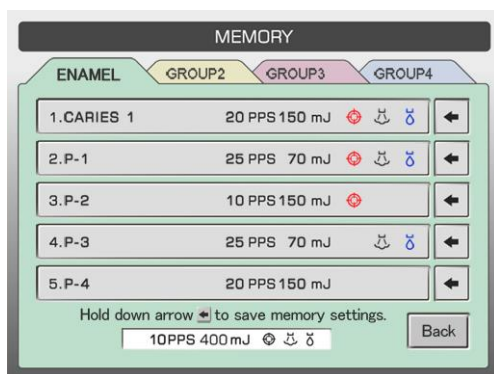 MEMORY
ENAMEL GROUP2 GROUP3 GROUP4
1.CARIES 1 20 PPS 150 mJ
2.P-1 25 PPS 70 mJ
3.P-2 10 PPS 150 mJ
4.P-3 25 PPS 70 mJ
5.P-4 20 PPS 150 mJ
Hold down arrow to save memory settings.
10PPS 400 mJ
Back